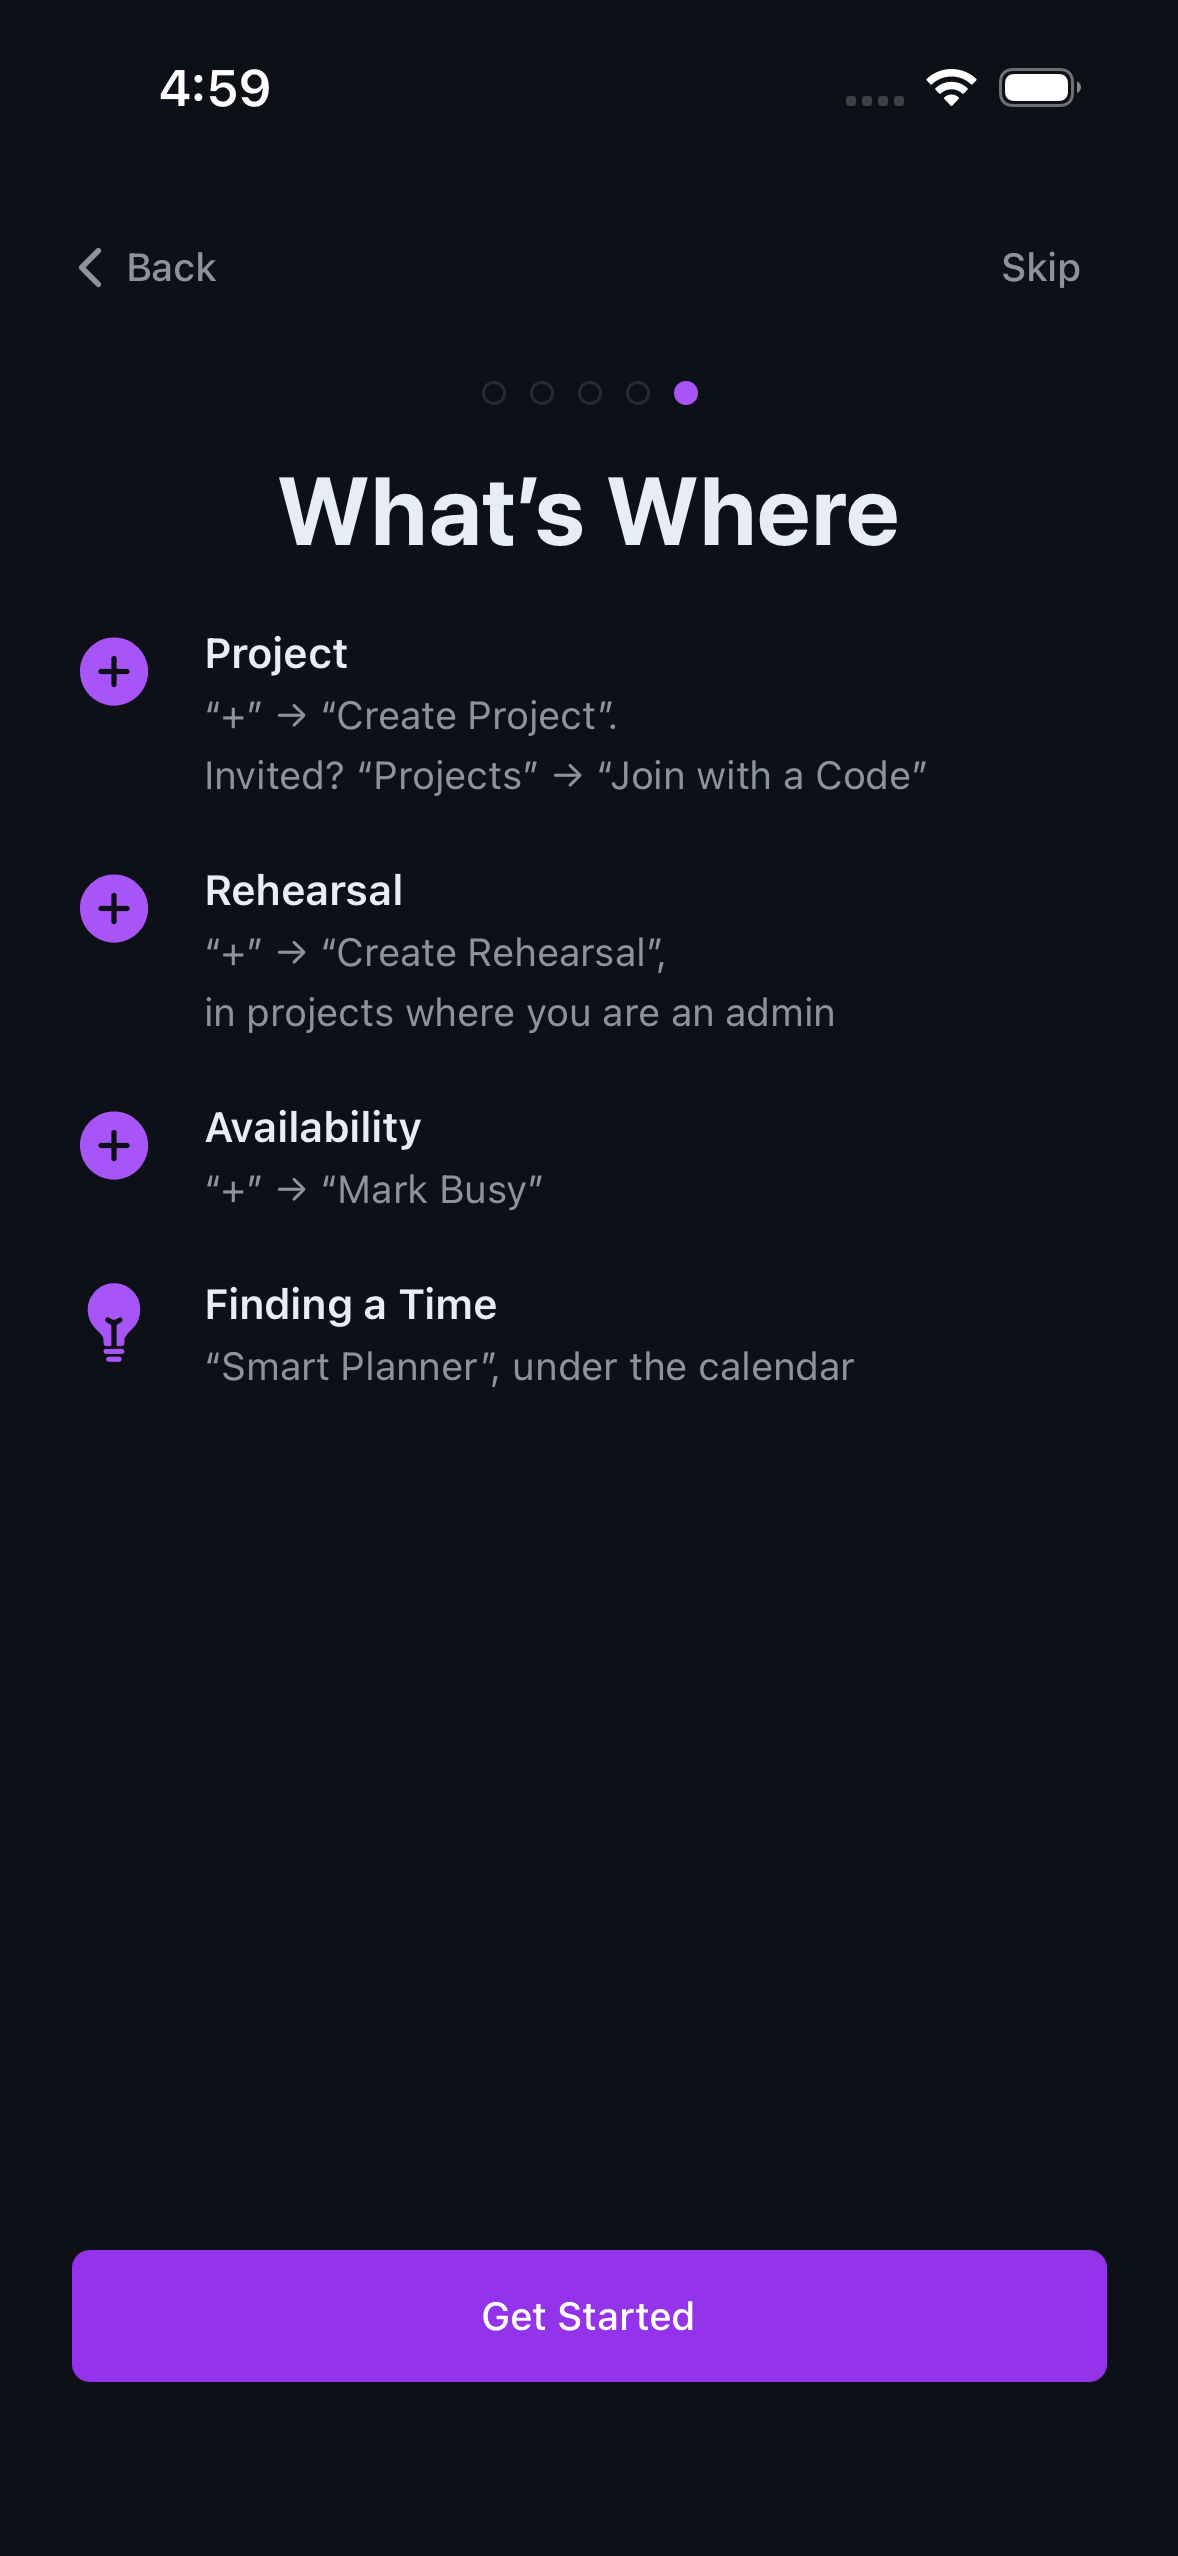 4:59
Back
Skip
What’s Where
Project
“+” → “Create Project”.
Invited? “Projects” → “Join with a Code”
Rehearsal
“+” → “Create Rehearsal”,
in projects where you are an admin
Availability
“+” → “Mark Busy”
Finding a Time
“Smart Planner”, under the calendar
Get Started